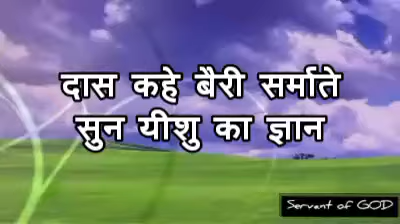 दास कहे बैरी सर्माते
सुन यीशु का ज्ञान
Servant of GOD